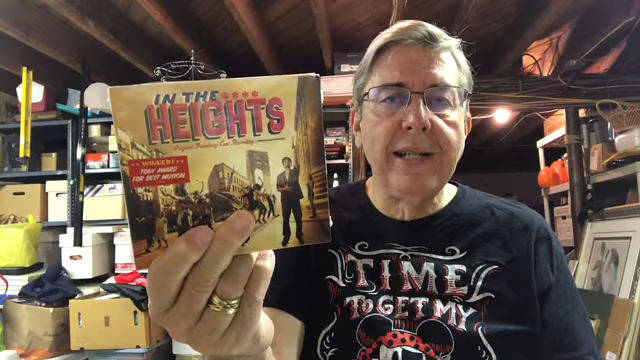 IN THE
HEIGHTS
Original Broadway Cast Recording
WINNER!
TONY AWARD
FOR BEST MUSICAL
TIME
TO GET MY